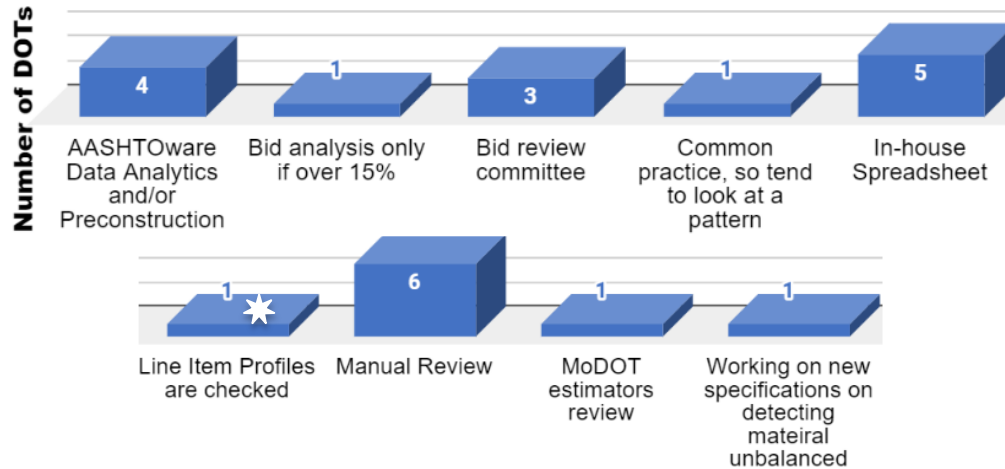 Number of DOTs
4
1
3
1
5
AASHTOware
Data Analytics
and/or
Preconstruction
Bid analysis only
if over 15%
Bid review
committee
Common
practice, so tend
to look at a
pattern
In-house
Spreadsheet
1
6
1
1
Line Item Profiles
are checked
Manual Review
MoDOT
estimators
review
Working on new
specifications on
detecting
mateiral
unbalanced